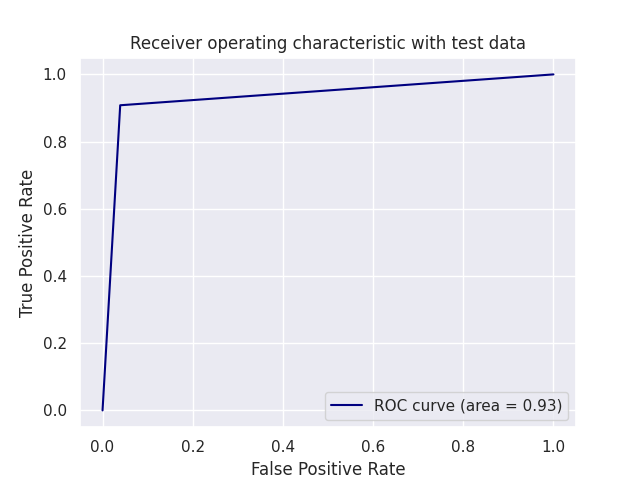 Receiver operating characteristic with test data
1.0
0.8
0.6
0.4
0.2
0.0
True Positive Rate
ROC curve (area = 0.93)
0.0 0.2 0.4 0.6 0.8 1.0
False Positive Rate